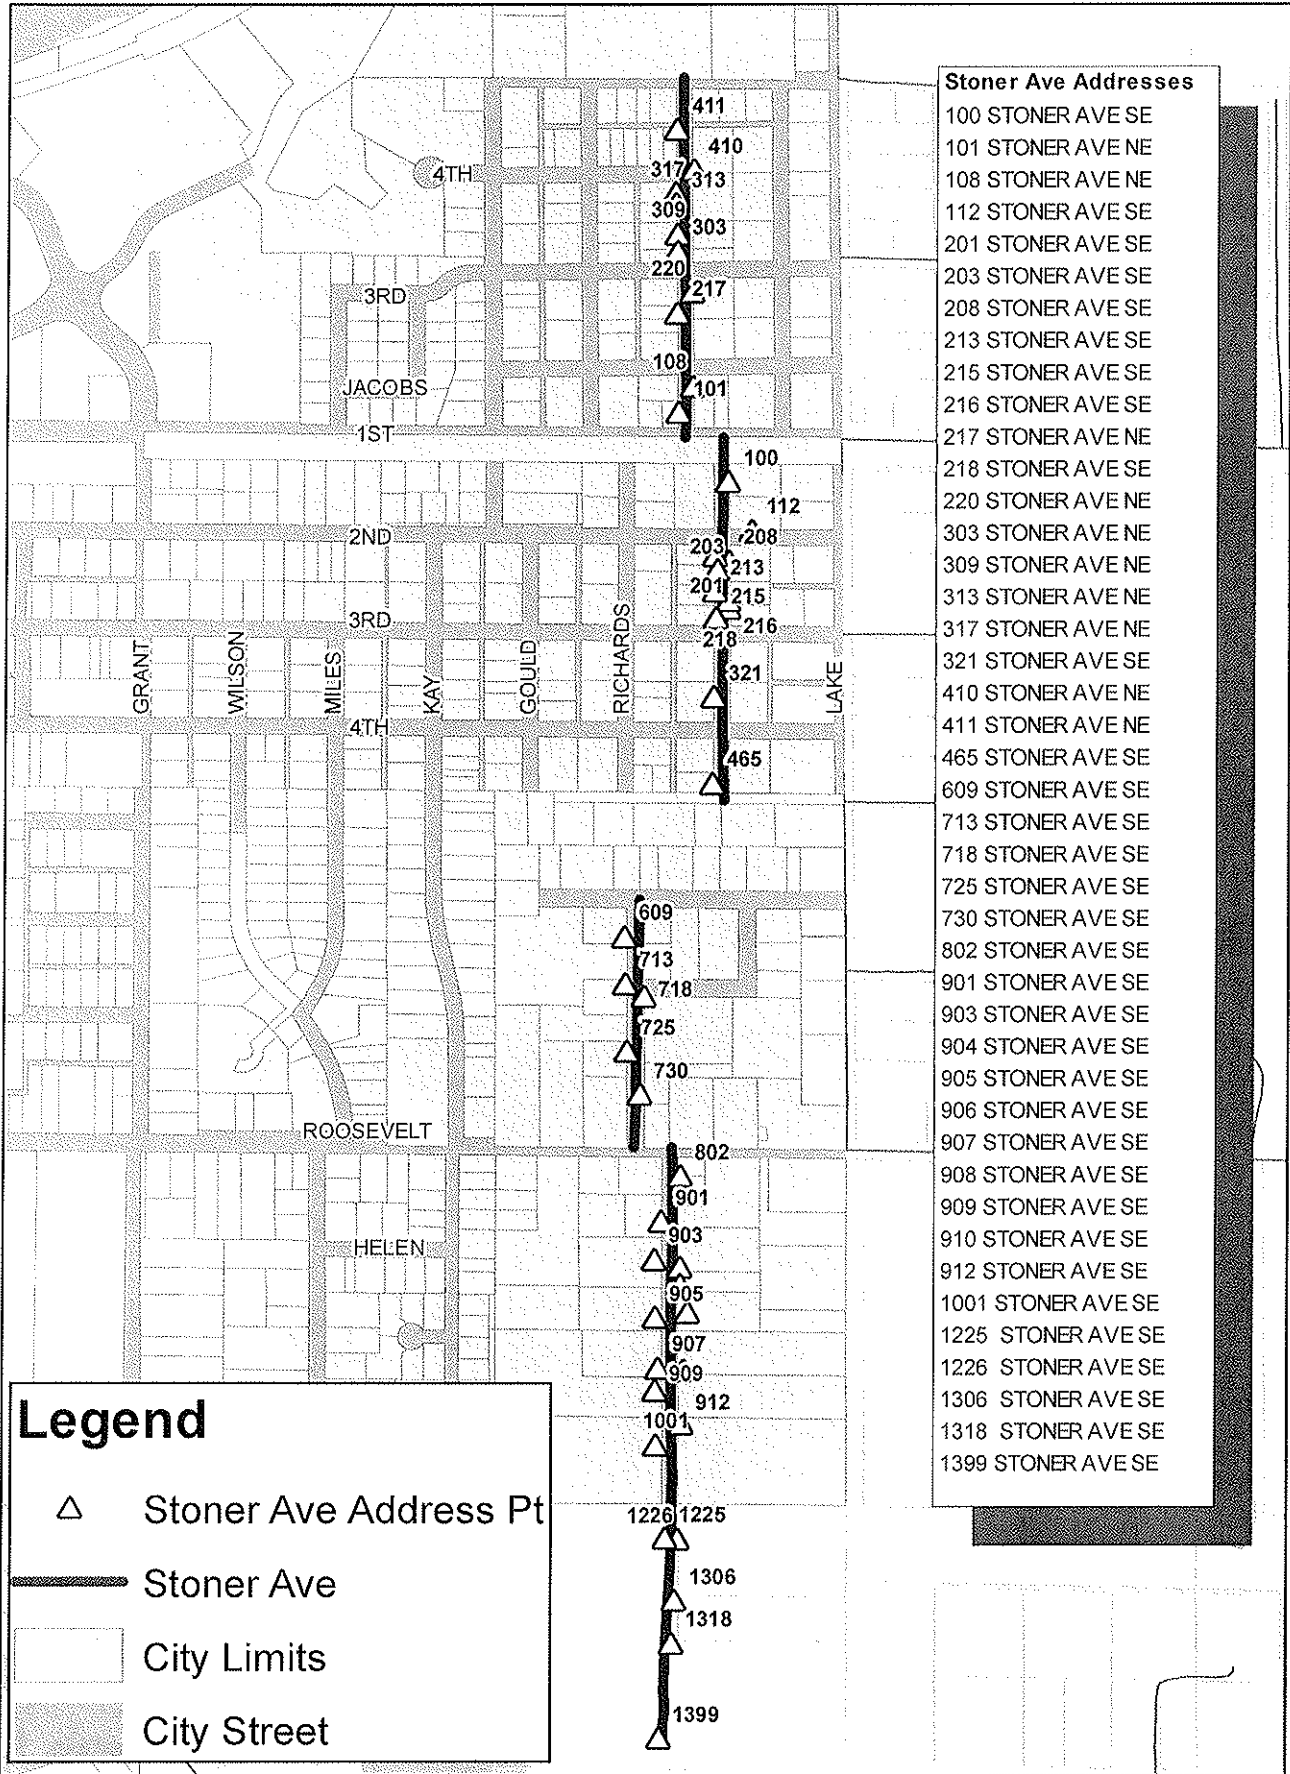 Stoner Ave Addresses
100 STONER AVE SE
101 STONER AVE NE
108 STONER AVE NE
112 STONER AVE SE
201 STONER AVE SE
203 STONER AVE SE
208 STONER AVE SE
213 STONER AVE SE
215 STONER AVE SE
216 STONER AVE SE
217 STONER AVE NE
218 STONER AVE SE
220 STONER AVE NE
303 STONER AVE NE
309 STONER AVE NE
313 STONER AVE NE
317 STONER AVE NE
321 STONER AVE SE
410 STONER AVE NE
411 STONER AVE NE
465 STONER AVE SE
609 STONER AVE SE
713 STONER AVE SE
718 STONER AVE SE
725 STONER AVE SE
730 STONER AVE SE
802 STONER AVE SE
901 STONER AVE SE
903 STONER AVE SE
904 STONER AVE SE
905 STONER AVE SE
906 STONER AVE SE
907 STONER AVE SE
908 STONER AVE SE
909 STONER AVE SE
910 STONER AVE SE
912 STONER AVE SE
1001 STONER AVE SE
1225 STONER AVE SE
1226 STONER AVE SE
1306 STONER AVE SE
1318 STONER AVE SE
1399 STONER AVE SE
411
410
4TH
317
313
309
303
220
3RD
217
108
JACOBS
101
1ST
100
112
2ND
208
203
213
201
215
3RD
216
218
GRANT
WILSON
MILES
KAY
GOULD
RICHARDS
LAKE
321
4TH
465
609
713
718
725
730
ROOSEVELT
802
901
903
HELEN
905
907
909
912
1001
1226
1225
1306
1318
1399
Legend
Stoner Ave Address Pt
Stoner Ave
City Limits
City Street